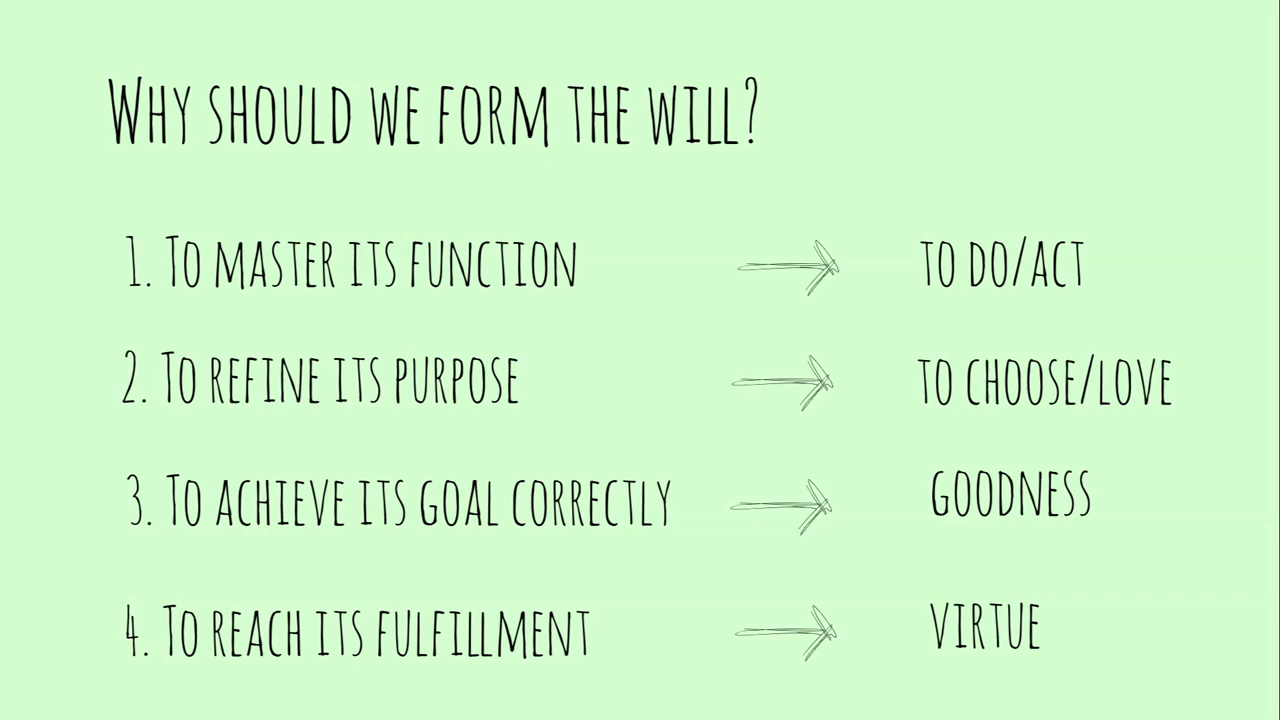 Why should we form the will?
1. To master its function → to do/act
2. To refine its purpose → to choose/love
3. To achieve its goal correctly → goodness
4. To reach its fulfillment → virtue